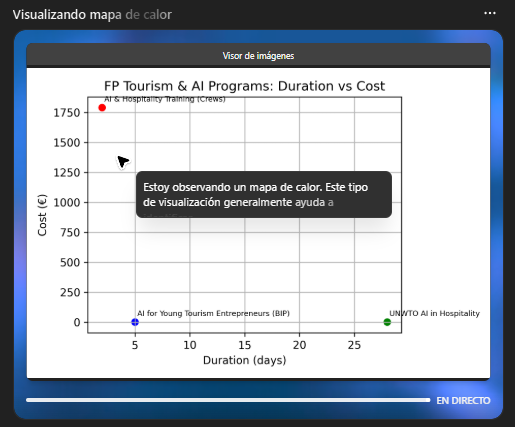 Visualizando mapa de calor
Visor de imágenes
FP Tourism & AI Programs: Duration vs Cost
AI & Hospitality Training (Crews)
1750
1500
1250
1000
750
500
250
0
Cost (€)
Estoy observando un mapa de calor. Este tipo
de visualización generalmente ayuda a
AI for Young Tourism Entrepreneurs (BIP)
UNWTO AI in Hospitality
5
10
15
20
25
Duration (days)
EN DIRECTO